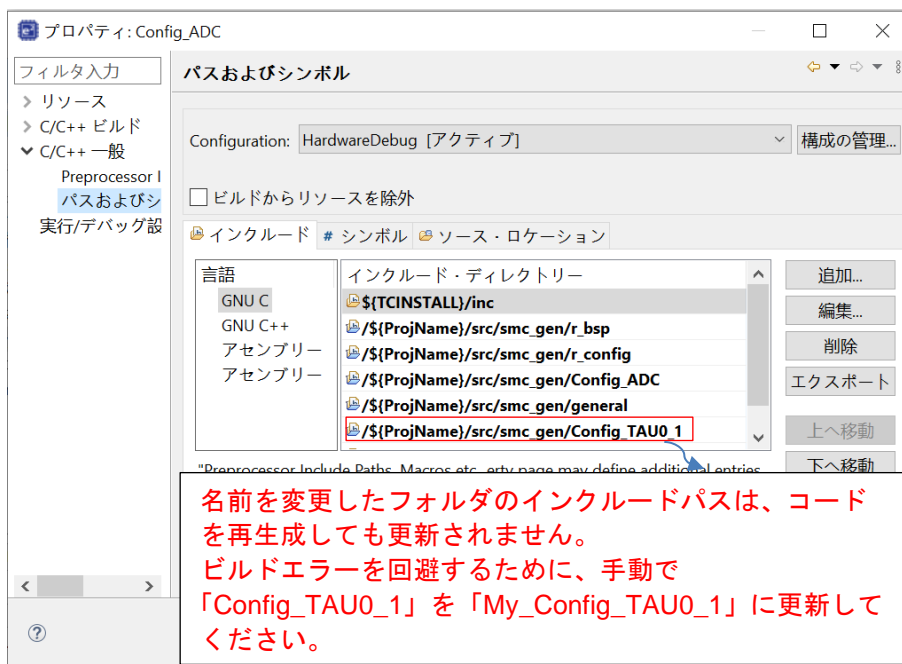 プロパティ: Config_ADC
フィルタ入力
リソース
C/C++ ビルド
C/C++ 一般
Preprocessor I
パスおよびシ
実行/デバッグ設
パスおよびシンボル
Configuration: HardwareDebug [アクティブ]
構成の管理...
ビルドからリソースを除外
インクルード # シンボル ソース・ロケーション
言語
GNU C
GNU C++
アセンブリー
アセンブリー
インクルード・ディレクトリー
${TCINSTALL}/inc
/${ProjName}/src/smc_gen/r_bsp
/${ProjName}/src/smc_gen/r_config
/${ProjName}/src/smc_gen/Config_ADC
/${ProjName}/src/smc_gen/general
/${ProjName}/src/smc_gen/Config_TAU0_1
追加...
編集...
削除
エクスポート
上へ移動
下へ移動
"Preprocessor Include Paths, Macros etc. erty page may define additional entries
名前を変更したフォルダのインクルードパスは、コード
を再生成しても更新されません。
ビルドエラーを回避するために、手動で
「Config_TAU0_1」を「My_Config_TAU0_1」に更新して
ください。